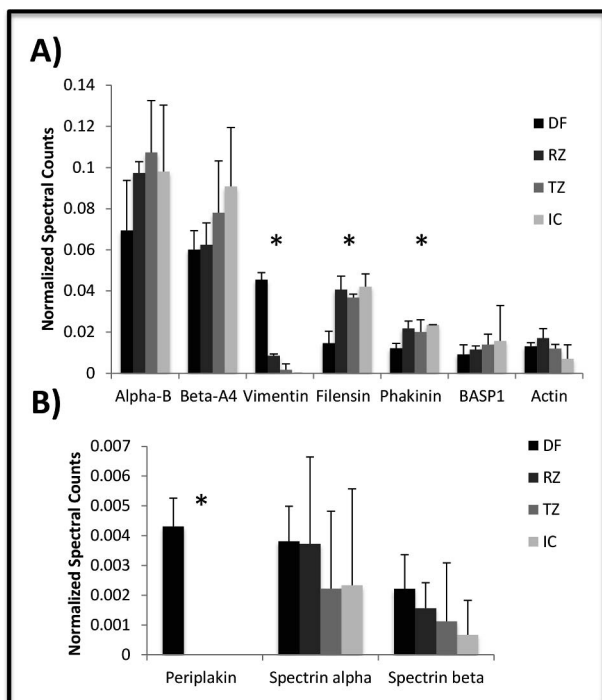 A)
Normalized Spectral Counts
0.14
0.12
0.1
0.08
0.06
0.04
0.02
0
DF
RZ
TZ
IC
*
*
*
Alpha-B Beta-A4 Vimentin Filensin Phakinin BASP1 Actin
B)
Normalized Spectral Counts
0.007
0.006
0.005
0.004
0.003
0.002
0.001
0
DF
RZ
TZ
IC
*
Periplakin Spectrin alpha Spectrin beta